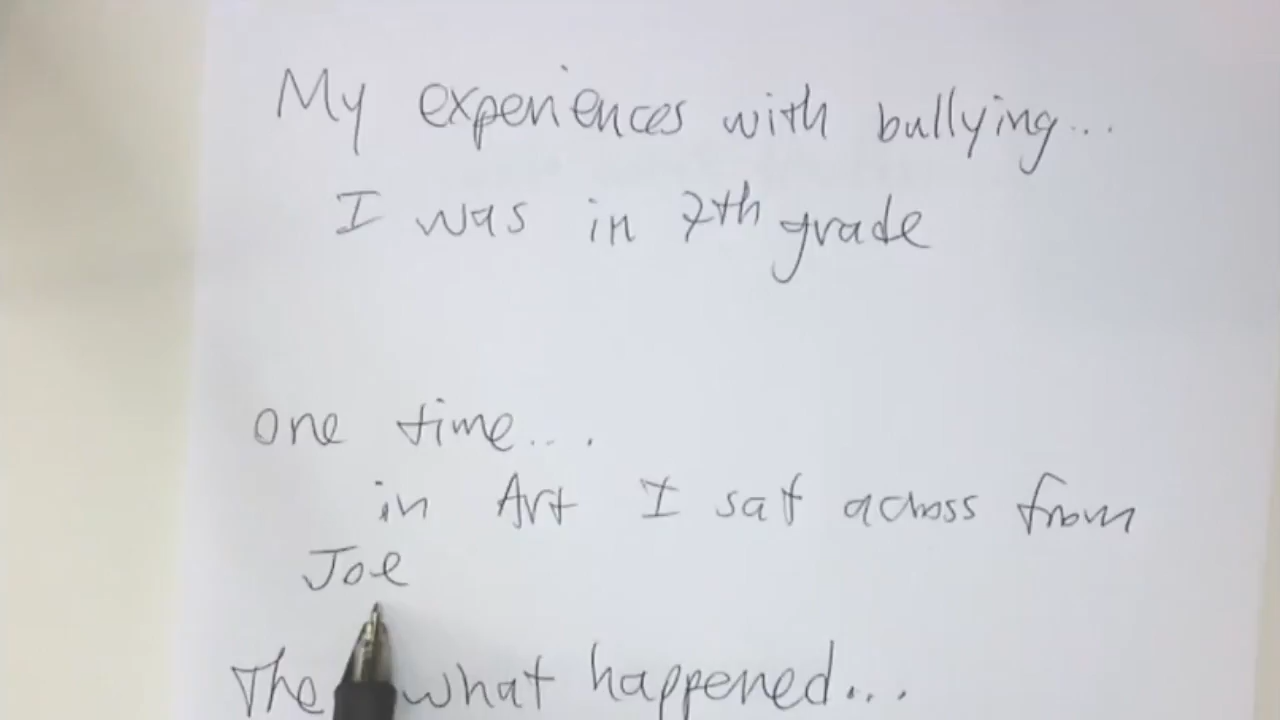 My experiences with bullying...
I was in 7th grade
One time...
in Art I sat across from
Joe
The what happened...